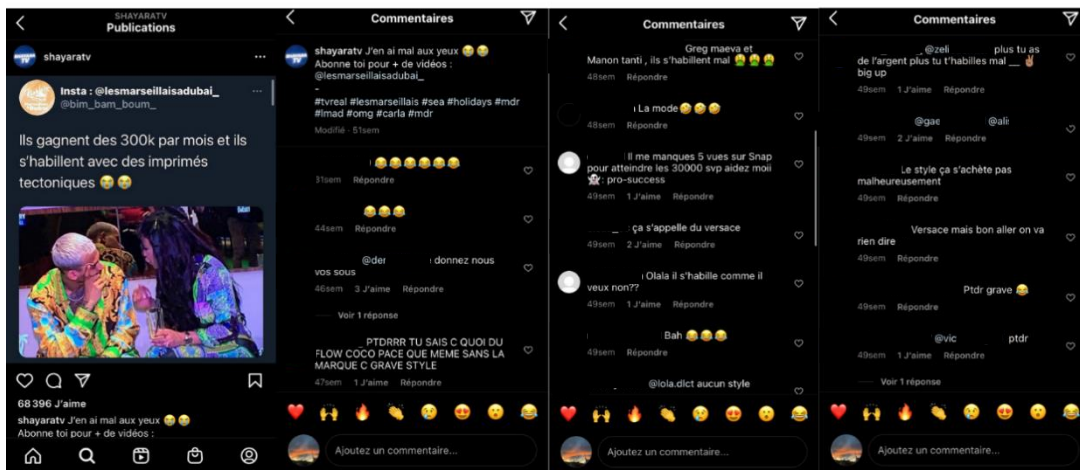 SHAYARATV
Publications
shayaratv
Insta : @lesmarseillaisadubai_
@bim_bam_boum_
Ils gagnent des 300k par mois et ils
s'habillent avec des imprimés
tectoniques 😭 😭
68 396 J'aime
shayaratv J'en ai mal aux yeux 😭 😭
Abonne toi pour + de vidéos :
Commentaires
shayaratv J'en ai mal aux yeux 😭 😭
Abonne toi pour + de vidéos :
@lesmarseillaisadubai_
-
#tvreal #lesmarseillais #sea #holidays #mdr
#lmad #omg #carla #mdr
Modifié · 51sem
😂😂😂😂😂😂
31sem Répondre
😂😂😂
44sem Répondre
@der donnez nous
vos sous
46sem 3 J'aime Répondre
Voir 1 réponse
PTDRRR TU SAIS C QUOI DU
FLOW COCO PACE QUE MEME SANS LA
MARQUE C GRAVE STYLE
47sem 1 J'aime Répondre
Ajoutez un commentaire...
Commentaires
Greg maeva et
Manon tanti , ils s'habillent mal 🤮🤮🤮
48sem Répondre
La mode🤣🤣🤣
48sem Répondre
Il me manques 5 vues sur Snap
pour atteindre les 30000 svp aidez moii
👻: pro-success
49sem 1 J'aime Répondre
ça s'appelle du versace
49sem 2 J'aime Répondre
Olala il s'habille comme il
veux non??
49sem 1 J'aime Répondre
Bah 😂😂😂
49sem Répondre
@lola.dlct aucun style
Ajoutez un commentaire...
Commentaires
@zeli plus tu as
de l'argent plus tu t'habilles mal __ ✌🏽
big up
49sem 1 J'aime Répondre
@gae @alis
49sem 2 J'aime Répondre
Le style ça s'achète pas
malheureusement
49sem Répondre
Versace mais bon aller on va
rien dire
49sem Répondre
Ptdr grave 😂
49sem Répondre
@vic ptdr
49sem 1 J'aime Répondre
Voir 1 réponse
Ajoutez un commentaire...